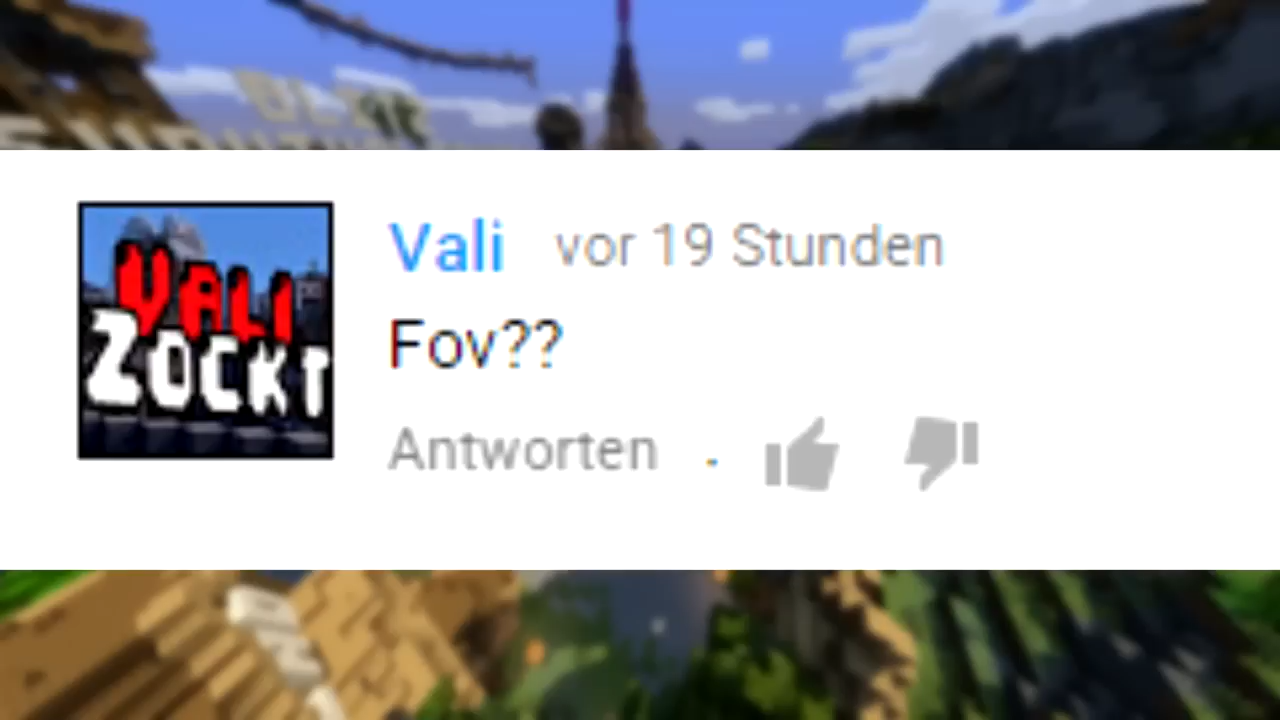 VALI
ZOCKT
Vali vor 19 Stunden
Fov??
Antworten .